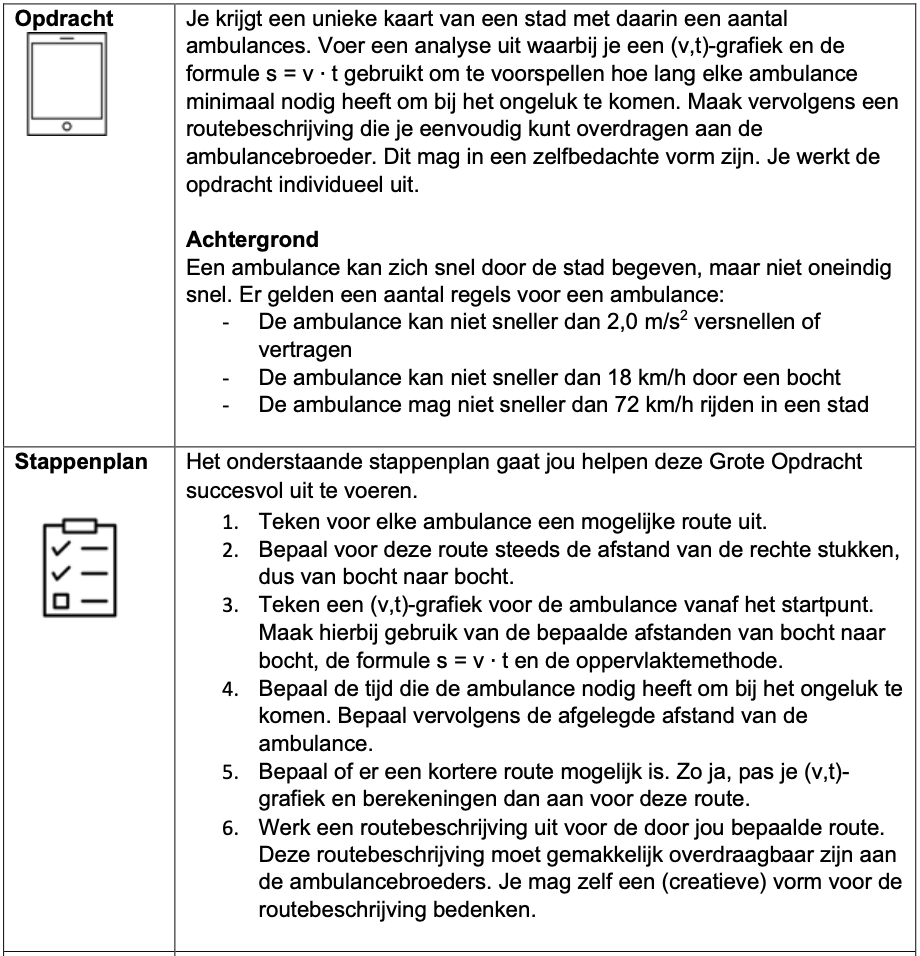 Opdracht
Je krijgt een unieke kaart van een stad met daarin een aantal
ambulances. Voer een analyse uit waarbij je een (v,t)-grafiek en de
formule s = v · t gebruikt om te voorspellen hoe lang elke ambulance
minimaal nodig heeft om bij het ongeluk te komen. Maak vervolgens een
routebeschrijving die je eenvoudig kunt overdragen aan de
ambulancebroeder. Dit mag in een zelfbedachte vorm zijn. Je werkt de
opdracht individueel uit.
Achtergrond
Een ambulance kan zich snel door de stad begeven, maar niet oneindig
snel. Er gelden een aantal regels voor een ambulance:
- De ambulance kan niet sneller dan 2,0 m/s² versnellen of
vertragen
- De ambulance kan niet sneller dan 18 km/h door een bocht
- De ambulance mag niet sneller dan 72 km/h rijden in een stad
Stappenplan
Het onderstaande stappenplan gaat jou helpen deze Grote Opdracht
succesvol uit te voeren.
1. Teken voor elke ambulance een mogelijke route uit.
2. Bepaal voor deze route steeds de afstand van de rechte stukken,
dus van bocht naar bocht.
3. Teken een (v,t)-grafiek voor de ambulance vanaf het startpunt.
Maak hierbij gebruik van de bepaalde afstanden van bocht naar
bocht, de formule s = v · t en de oppervlaktemethode.
4. Bepaal de tijd die de ambulance nodig heeft om bij het ongeluk te
komen. Bepaal vervolgens de afgelegde afstand van de
ambulance.
5. Bepaal of er een kortere route mogelijk is. Zo ja, pas je (v,t)-
grafiek en berekeningen dan aan voor deze route.
6. Werk een routebeschrijving uit voor de door jou bepaalde route.
Deze routebeschrijving moet gemakkelijk overdraagbaar zijn aan
de ambulancebroeders. Je mag zelf een (creatieve) vorm voor de
routebeschrijving bedenken.